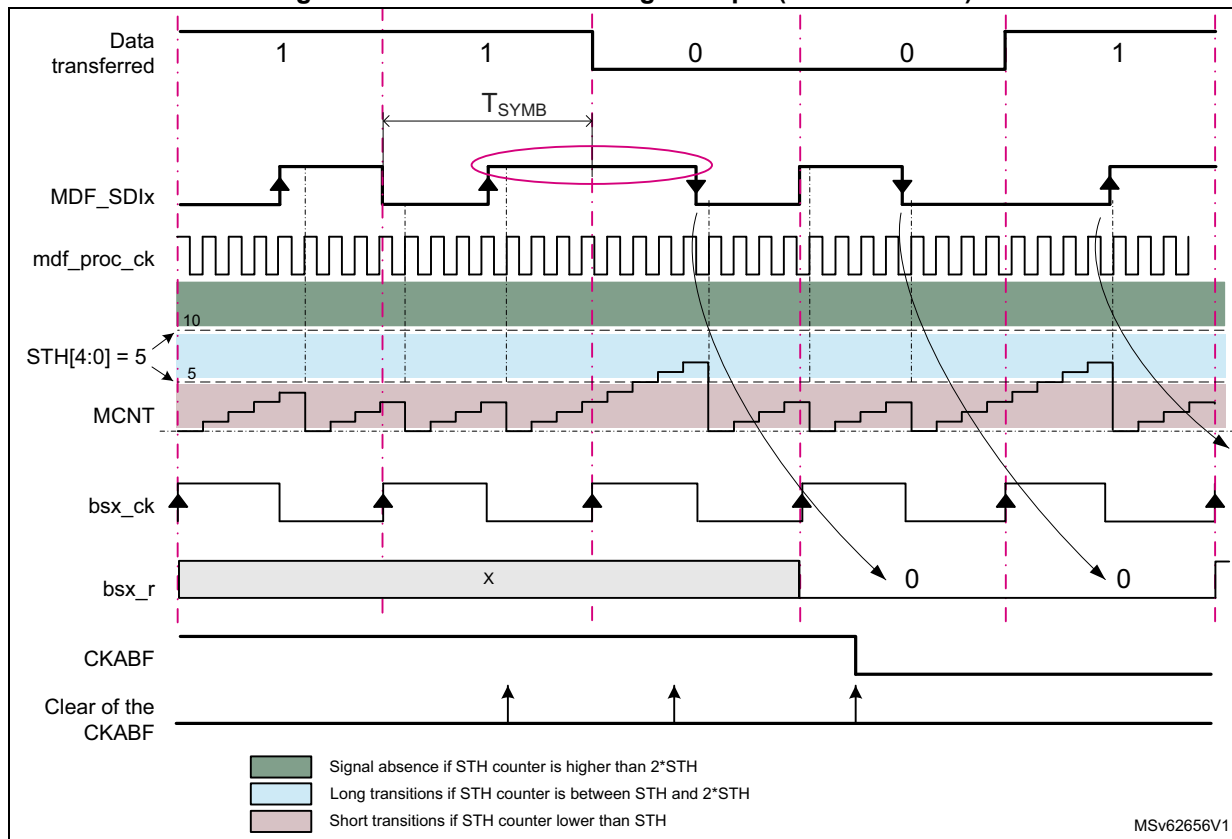 Data
transferred
1 1 0 0 1
T_SYMB
MDF_SDIx
mdf_proc_ck
10
STH[4:0] = 5
5
MCNT
bsx_ck
bsx_r
X
0 0
CKABF
Clear of the
CKABF
Signal absence if STH counter is higher than 2*STH
Long transitions if STH counter is between STH and 2*STH
Short transitions if STH counter lower than STH
MSv62656V1